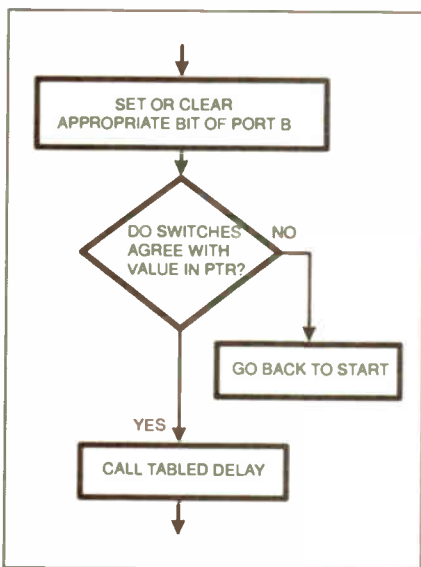 SET OR CLEAR
APPROPRIATE BIT OF PORT B
DO SWITCHES
AGREE WITH
VALUE IN PTR?
NO
GO BACK TO START
YES
CALL TABLED DELAY